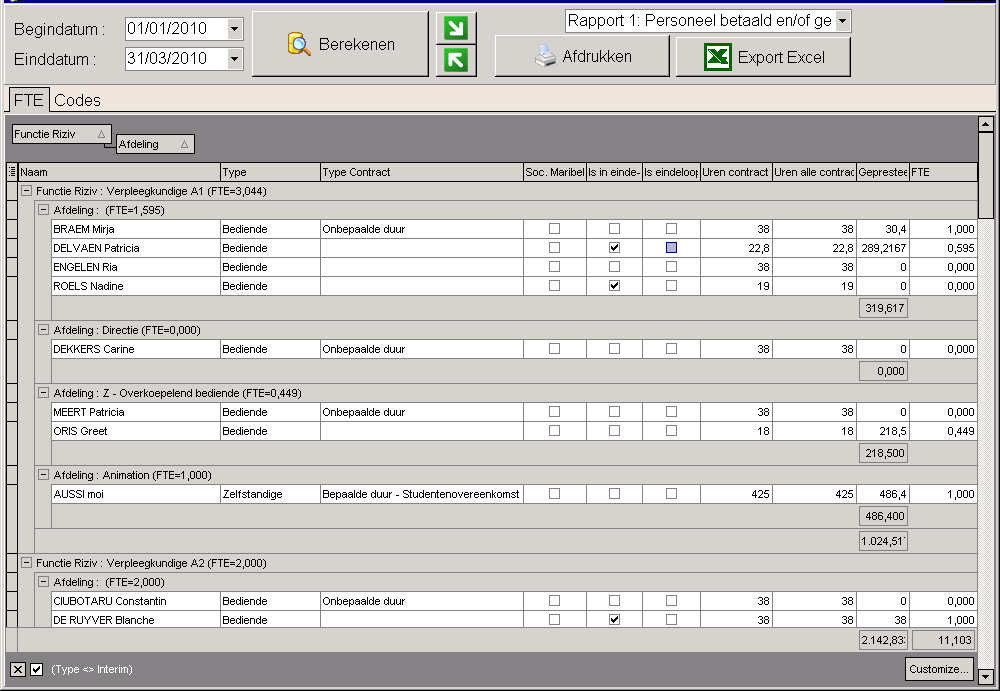 Begindatum : 01/01/2010 Berekenen Rapport 1: Personeel betaald en/of ge
Einddatum : 31/03/2010 Afdrukken Export Excel
FTE Codes
Functie Riziv
Afdeling
Naam Type Type Contract Soc. Maribel Is in einde- Is eindeloop Uren contract Uren alle contrac Geprestee FTE
Functie Riziv : Verpleegkundige A1 (FTE=3,044)
Afdeling : (FTE=1,595)
BRAEM Mirja Bediende Onbepaalde duur 38 38 30,4 1,000
DELVAEN Patricia Bediende 22,8 22,8 289,2167 0,595
ENGELEN Ria Bediende 38 38 0 0,000
ROELS Nadine Bediende 19 19 0 0,000
319,617
Afdeling : Directie (FTE=0,000)
DEKKERS Carine Bediende Onbepaalde duur 38 38 0 0,000
0,000
Afdeling : Z - Overkoepelend bediende (FTE=0,449)
MEERT Patricia Bediende Onbepaalde duur 38 38 0 0,000
ORIS Greet Bediende 18 18 218,5 0,449
218,500
Afdeling : Animation (FTE=1,000)
AUSSI moi Zelfstandige Bepaalde duur - Studentenovereenkomst 425 425 486,4 1,000
486,400
1.024,51
Functie Riziv : Verpleegkundige A2 (FTE=2,000)
Afdeling : (FTE=2,000)
CIUBOTARU Constantin Bediende Onbepaalde duur 38 38 0 0,000
DE RUYVER Blanche Bediende 38 38 38 1,000
2.142,83 11,103
(Type <> Interim) Customize...